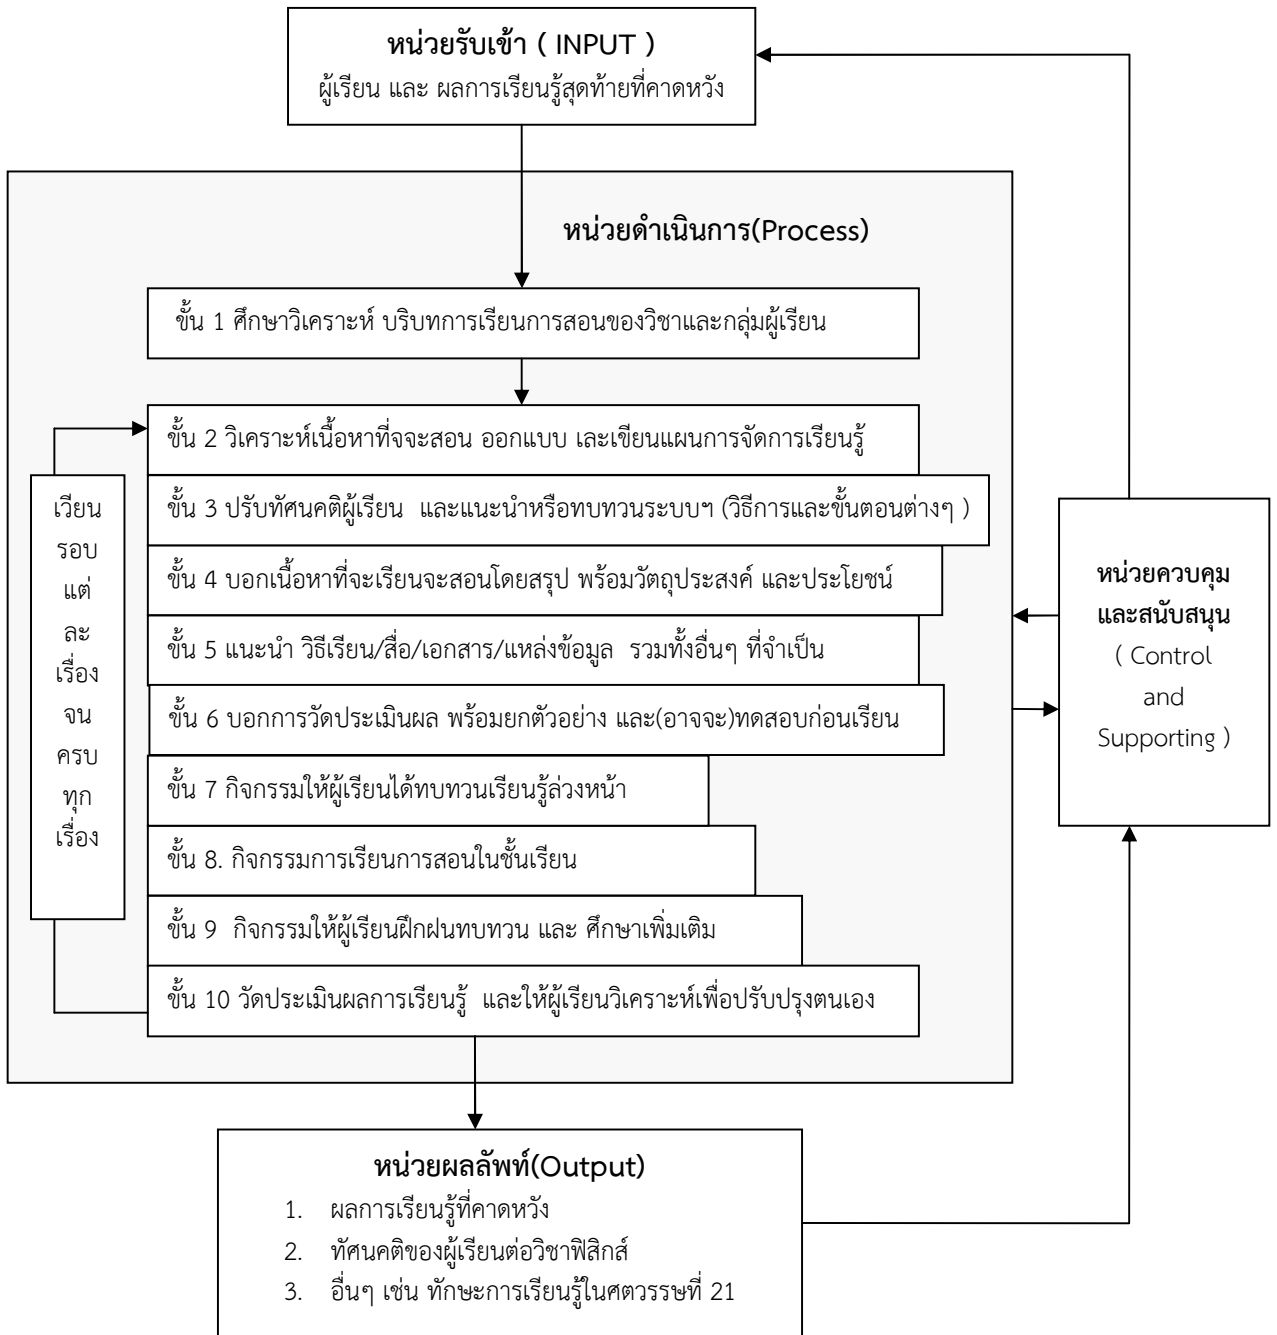 หน่วยรับเข้า ( INPUT )
ผู้เรียน และ ผลการเรียนรู้สุดท้ายที่คาดหวัง
หน่วยดำเนินการ(Process)
ขั้น 1 ศึกษาวิเคราะห์ บริบทการเรียนการสอนของวิชาและกลุ่มผู้เรียน
ขั้น 2 วิเคราะห์เนื้อหาที่จจะสอน ออกแบบ เละเขียนแผนการจัดการเรียนรู้
ขั้น 3 ปรับทัศนคติผู้เรียน และแนะนำหรือทบทวนระบบฯ (วิธีการและขั้นตอนต่างๆ )
ขั้น 4 บอกเนื้อหาที่จะเรียนจะสอนโดยสรุป พร้อมวัตถุประสงค์ และประโยชน์
ขั้น 5 แนะนำ วิธีเรียน/สื่อ/เอกสาร/แหล่งข้อมูล รวมทั้งอื่นๆ ที่จำเป็น
ขั้น 6 บอกการวัดประเมินผล พร้อมยกตัวอย่าง และ(อาจจะ)ทดสอบก่อนเรียน
ขั้น 7 กิจกรรมให้ผู้เรียนได้ทบทวนเรียนรู้ล่วงหน้า
ขั้น 8. กิจกรรมการเรียนการสอนในชั้นเรียน
ขั้น 9 กิจกรรมให้ผู้เรียนฝึกฝนทบทวน และ ศึกษาเพิ่มเติม
ขั้น 10 วัดประเมินผลการเรียนรู้ และให้ผู้เรียนวิเคราะห์เพื่อปรับปรุงตนเอง
เวียน
รอบ
แต่
ละ
เรื่อง
จน
ครบ
ทุก
เรื่อง
หน่วยควบคุม
และสนับสนุน
( Control
and
Supporting )
หน่วยผลลัพท์(Output)
1. ผลการเรียนรู้ที่คาดหวัง
2. ทัศนคติของผู้เรียนต่อวิชาฟิสิกส์
3. อื่นๆ เช่น ทักษะการเรียนรู้ในศตวรรษที่ 21